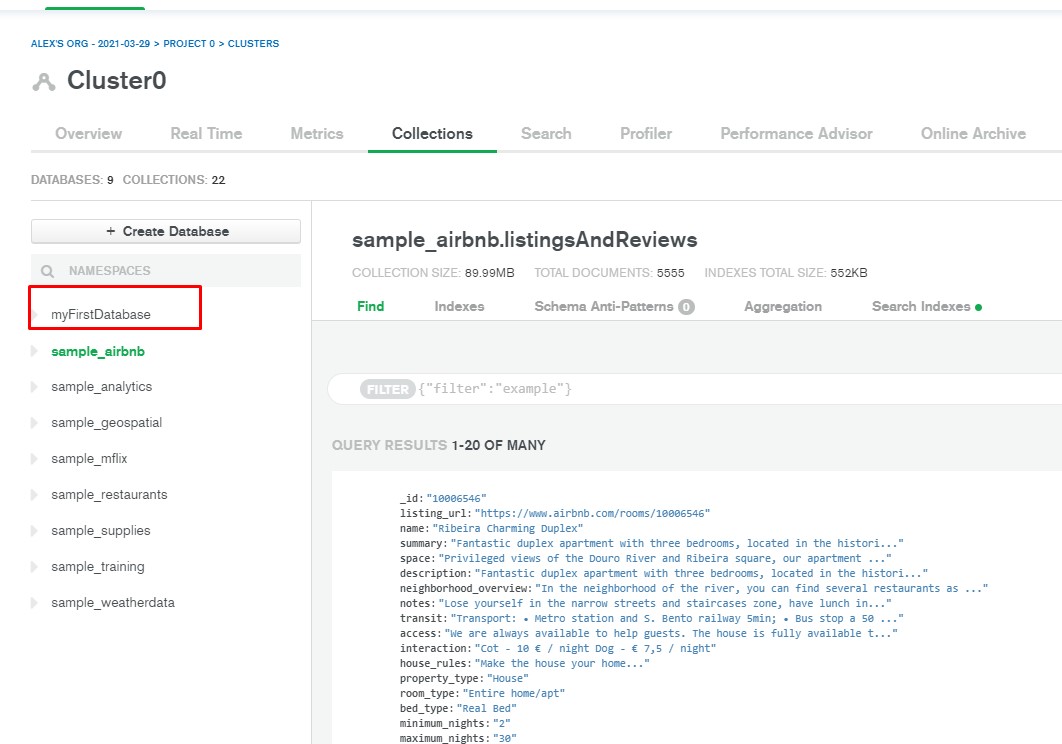 ALEX'S ORG - 2021-03-29 > PROJECT 0 > CLUSTERS
Cluster0
Overview Real Time Metrics Collections Search Profiler Performance Advisor Online Archive
DATABASES: 9 COLLECTIONS: 22
+ Create Database
NAMESPACES
myFirstDatabase
sample_airbnb
sample_analytics
sample_geospatial
sample_mflix
sample_restaurants
sample_supplies
sample_training
sample_weatherdata
sample_airbnb.listingsAndReviews
COLLECTION SIZE: 89.99MB TOTAL DOCUMENTS: 5555 INDEXES TOTAL SIZE: 552KB
Find Indexes Schema Anti-Patterns 0 Aggregation Search Indexes
FILTER {"filter":"example"}
QUERY RESULTS 1-20 OF MANY
_id: "10006546"
listing_url: "https://www.airbnb.com/rooms/10006546"
name: "Ribeira Charming Duplex"
summary: "Fantastic duplex apartment with three bedrooms, located in the histori..."
space: "Privileged views of the Douro River and Ribeira square, our apartment ..."
description: "Fantastic duplex apartment with three bedrooms, located in the histori..."
neighborhood_overview: "In the neighborhood of the river, you can find several restaurants as ..."
notes: "Lose yourself in the narrow streets and staircases zone, have lunch in..."
transit: "Transport: • Metro station and S. Bento railway 5min; • Bus stop a 50 ..."
access: "We are always available to help guests. The house is fully available t..."
interaction: "Cot - 10 € / night Dog - € 7,5 / night"
house_rules: "Make the house your home..."
property_type: "House"
room_type: "Entire home/apt"
bed_type: "Real Bed"
minimum_nights: "2"
maximum_nights: "30"